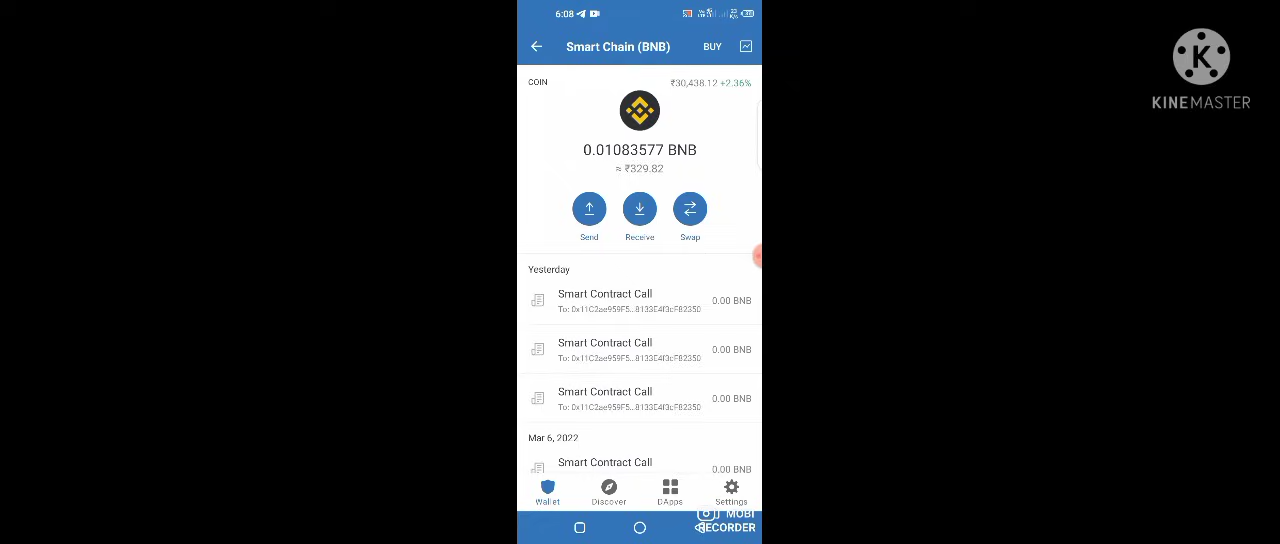 6:08
Smart Chain (BNB)
BUY
COIN
₹30,438.12 +2.36%
0.01083577 BNB
≈ ₹329.82
Send
Receive
Swap
Yesterday
Smart Contract Call
0.00 BNB
To: 0x11C2ae959F5...8133E4f3cF82350
Smart Contract Call
0.00 BNB
To: 0x11C2ae959F5...8133E4f3cF82350
Smart Contract Call
0.00 BNB
To: 0x11C2ae959F5...8133E4f3cF82350
Mar 6, 2022
Smart Contract Call
0.00 BNB
Wallet
Discover
DApps
Settings
MOBI
RECORDER
K
KINEMASTER